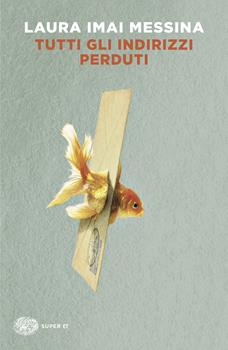 LAURA IMAI MESSINA
TUTTI GLI INDIRIZZI
PERDUTI
SUPER ET